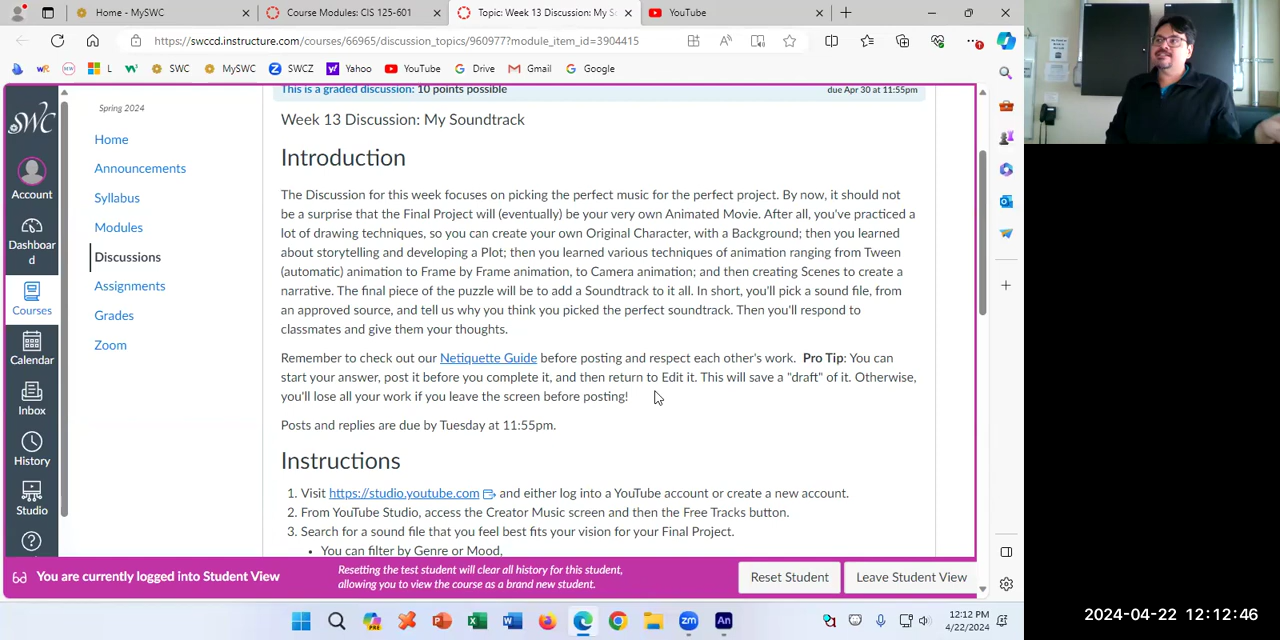 Home - MySWC
Course Modules: CIS 125-601
Topic: Week 13 Discussion: My S
YouTube
https://swccd.instructure.com/courses/6
SWC
MySWC
SWCZ
Yahoo
YouTube
Drive
Gmail
Google
SWC
Account
Dashboar
d
Courses
Calendar
Inbox
History
Studio
Spring 2024
Home
Announcements
Syllabus
Modules
Discussions
Assignments
Grades
Zoom
This is a graded discussion: 10 points possible
due Apr 30 at 11:55pm
Week 13 Discussion: My Soundtrack
Introduction
The Discussion for this week focuses on picking the perfect music for the perfect project. By now, it should not
be a surprise that the Final Project will (eventually) be your very own Animated Movie. After all, you've practiced a
lot of drawing techniques, so you can create your own Original Character, with a Background; then you learned
about storytelling and developing a Plot; then you learned various techniques of animation ranging from Tween
(automatic) animation to Frame by Frame animation, to Camera animation; and then creating Scenes to create a
narrative. The final piece of the puzzle will be to add a Soundtrack to it all. In short, you'll pick a sound file, from
an approved source, and tell us why you think you picked the perfect soundtrack. Then you'll respond to
classmates and give them your thoughts.
Remember to check out our Netiquette Guide before posting and respect each other's work. Pro Tip: You can
start your answer, post it before you complete it, and then return to Edit it. This will save a "draft" of it. Otherwise,
you'll lose all your work if you leave the screen before posting!
Posts and replies are due by Tuesday at 11:55pm.
Instructions
1. Visit https://studio.youtube.com and either log into a YouTube account or create a new account.
2. From YouTube Studio, access the Creator Music screen and then the Free Tracks button.
3. Search for a sound file that you feel best fits your vision for your Final Project.
• You can filter by Genre or Mood,
You are currently logged into Student View
Resetting the test student will clear all history for this student,
allowing you to view the course as a brand new student.
Reset Student
Leave Student View
12:12 PM
4/22/2024
2024-04-22 12:12:46